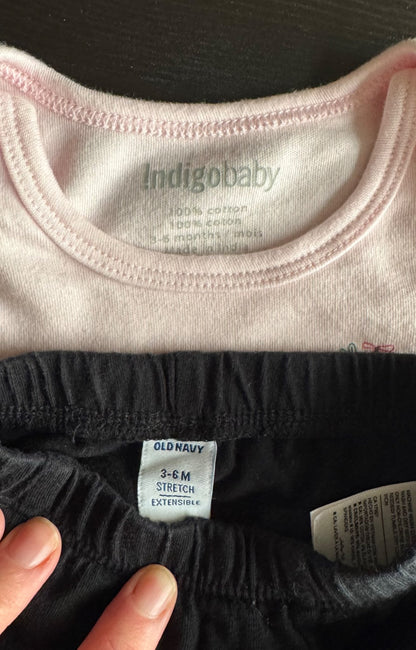 Indigobaby
100% cotton
100% coton
3-6 months / mois
Made in India
OLD NAVY
3-6 M
STRETCH
EXTENSIBLE